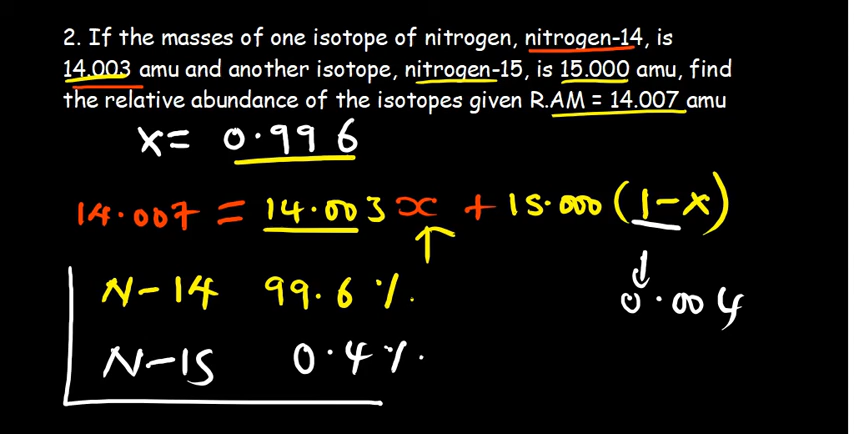 2. If the masses of one isotope of nitrogen, nitrogen-14, is
14.003 amu and another isotope, nitrogen-15, is 15.000 amu, find
the relative abundance of the isotopes given R.AM = 14.007 amu
x= 0.996
14.007 = 14.003 x + 15.000 (1-x)
N-14 99.6 %.
0.004
N-15 0.4%.